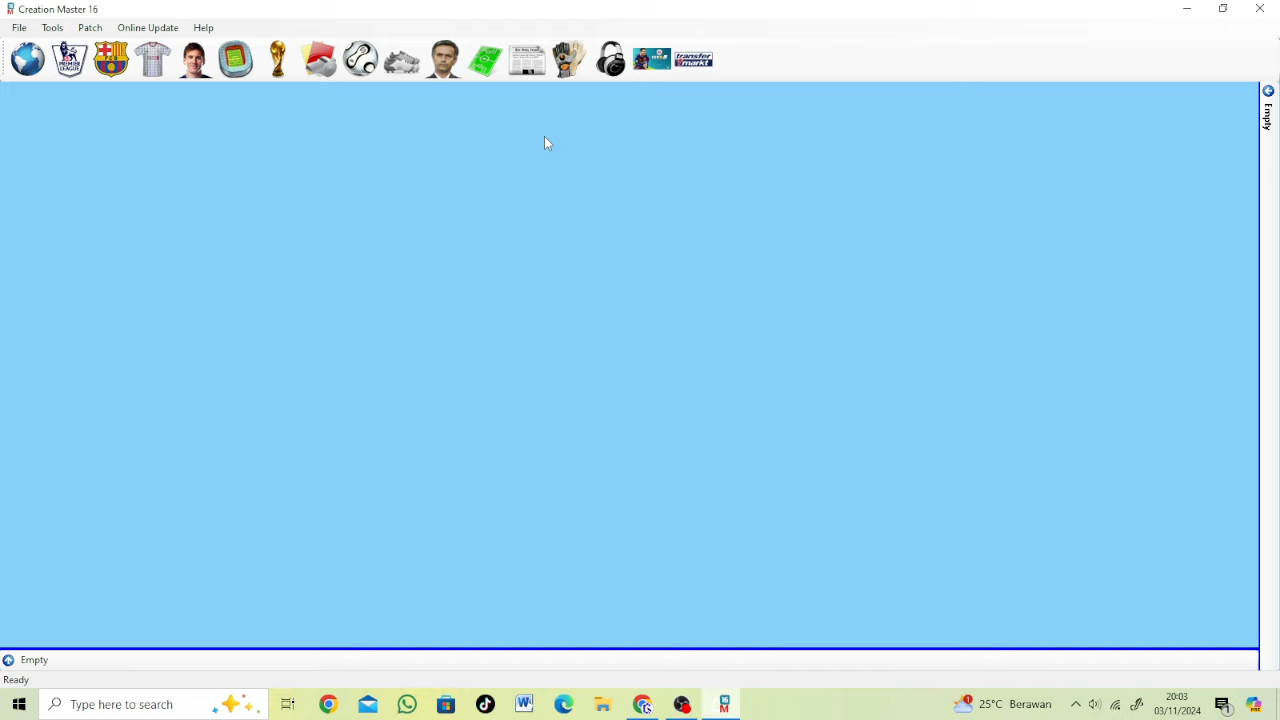 Creation Master 16
File Tools Patch Online Update Help
PREMIER LEAGUE
FCB
transfer markt
Empty
Empty
Ready
Type here to search
25°C Berawan
20:03
03/11/2024